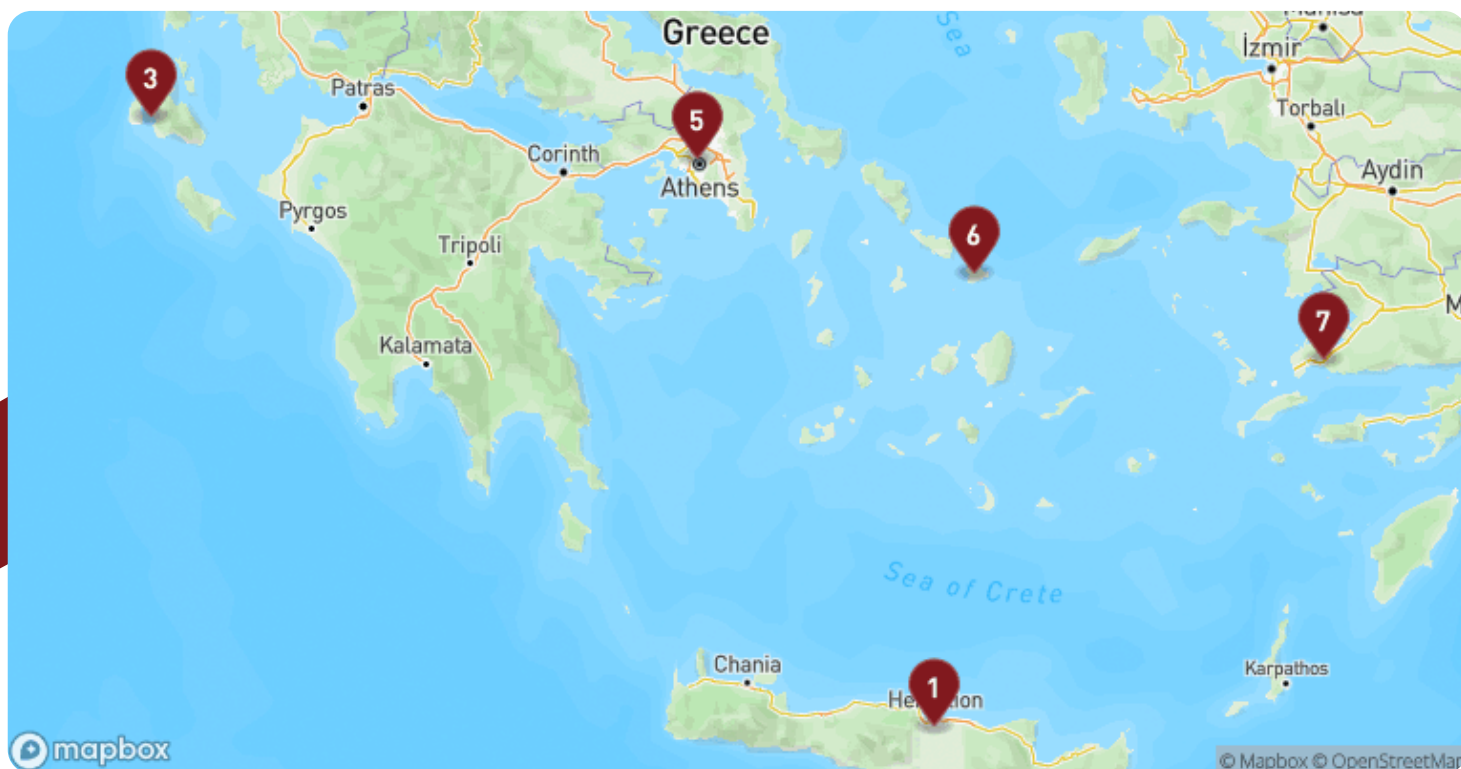 Greece
Sea
İzmir
3
Patras
Torbalı
5
Corinth
Athens
Aydin
Pyrgos
6
Tripoli
7
Kalamata
Sea of Crete
Chania
Karpathos
1
mapbox
© Mapbox © OpenStreetMap